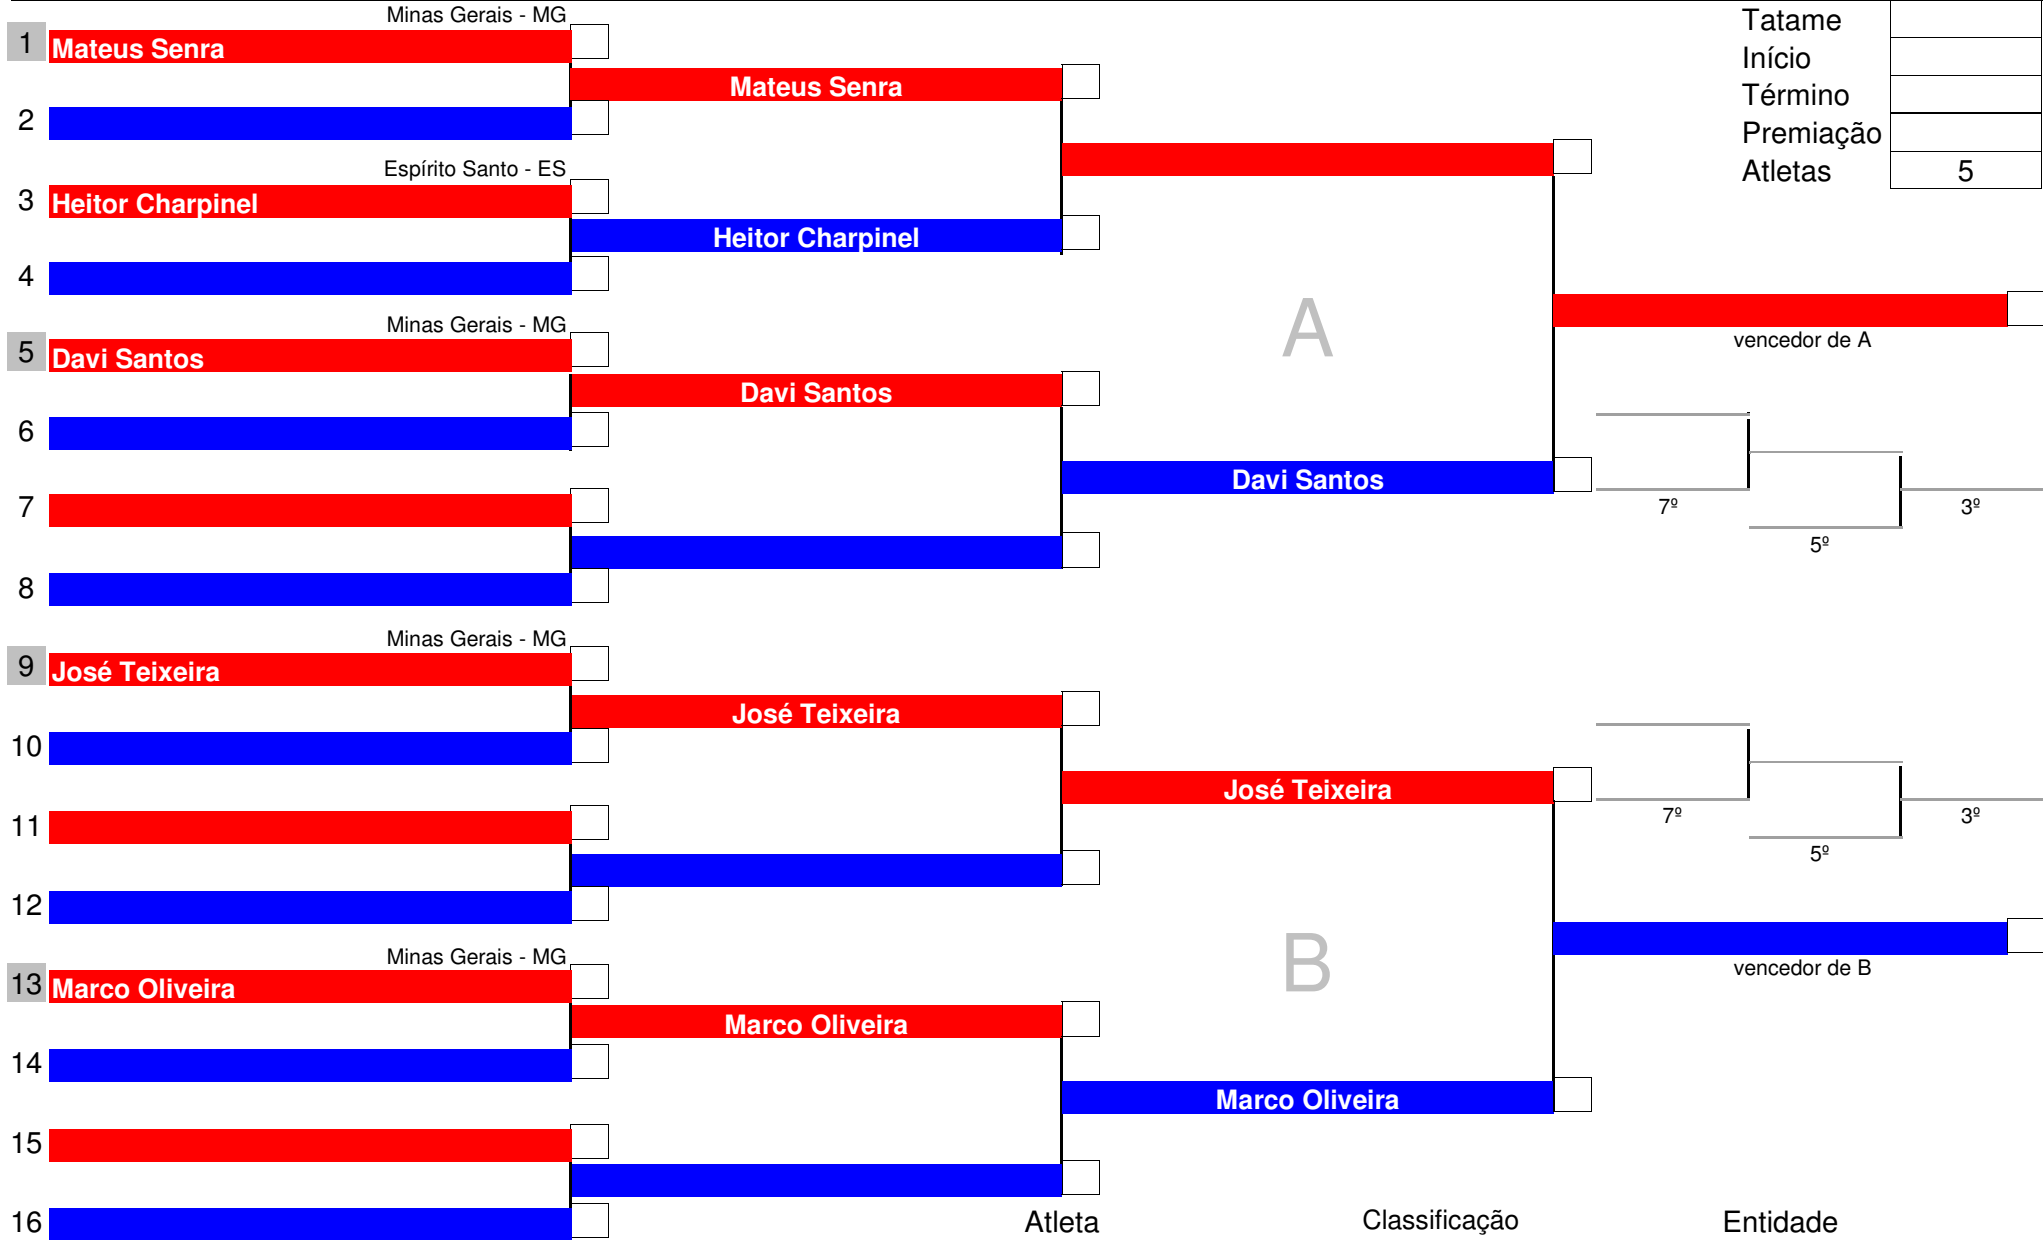 Minas Gerais - MG
1 Mateus Senra
Mateus Senra
2
Espírito Santo - ES
3 Heitor Charpinel
Heitor Charpinel
4
Minas Gerais - MG
5 Davi Santos
Davi Santos
6
7
8
Davi Santos
A
Minas Gerais - MG
9 José Teixeira
José Teixeira
10
11
12
José Teixeira
B
Minas Gerais - MG
13 Marco Oliveira
Marco Oliveira
14
15
16
Marco Oliveira
Tatame
Início
Término
Premiação
Atletas 5
vencedor de A
7º
3º
5º
7º
3º
5º
vencedor de B
Atleta Classificação Entidade